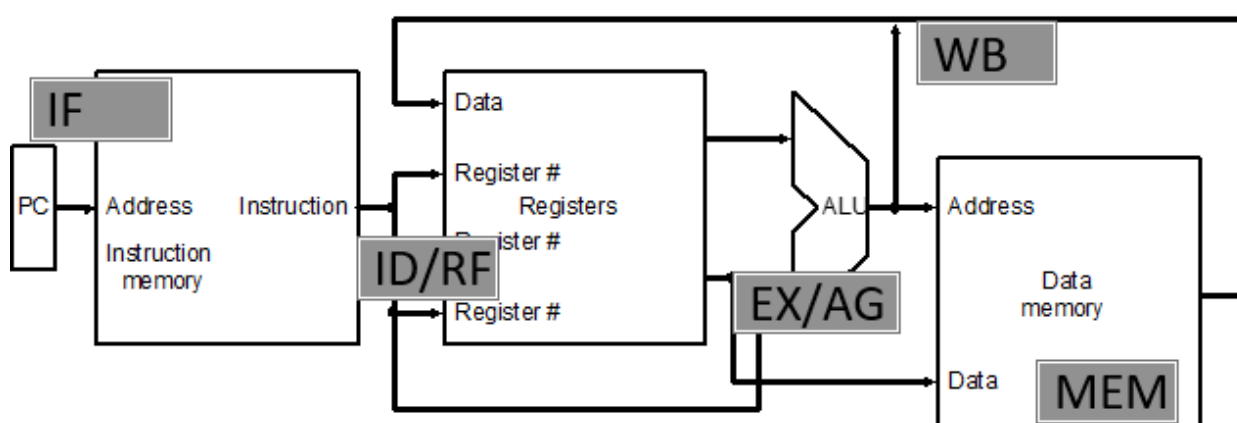 WB
IF
Data
Register #
PC
Address
Instruction
Registers
ALU
Address
Instruction
memory
ID/RF
Register #
EX/AG
Data
memory
Register #
Data
MEM